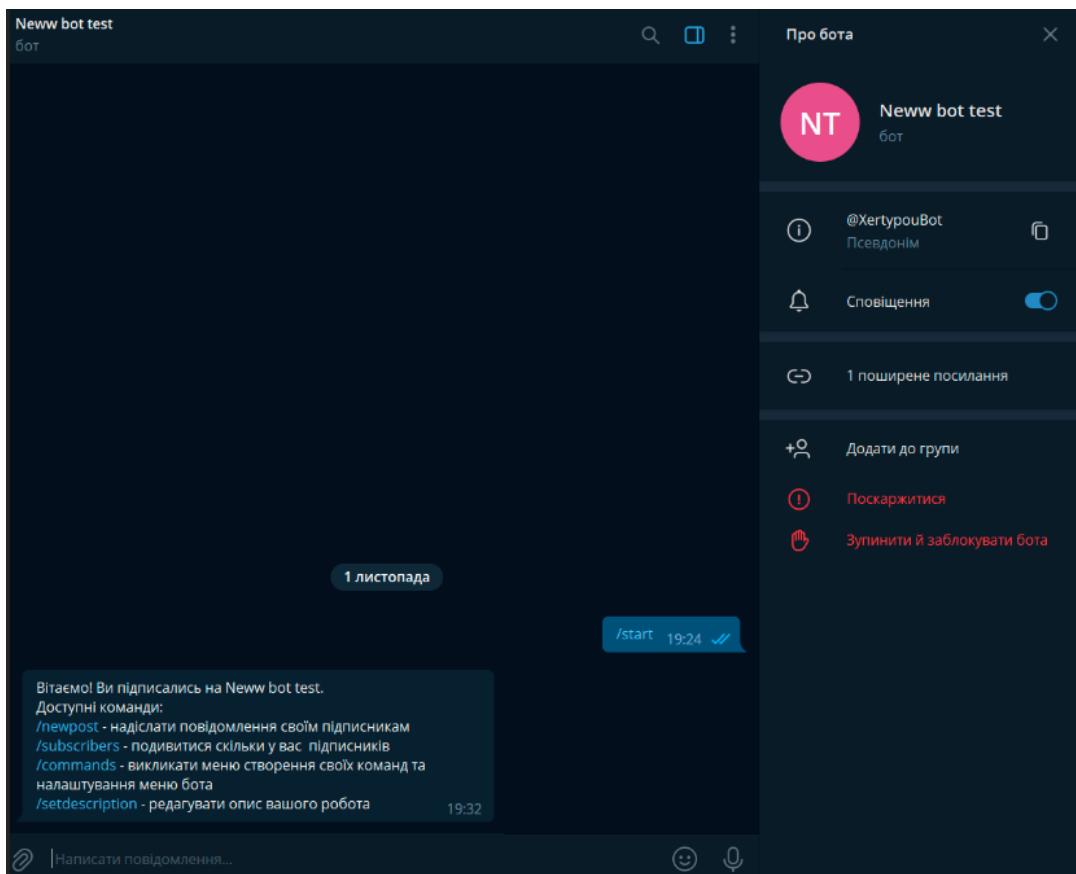 Neww bot test
бот
1 листопада
/start 19:24
Вітаємо! Ви підписались на Neww bot test.
Доступні команди:
/newpost - надіслати повідомлення своїм підписникам
/subscribers - подивитися скільки у вас підписників
/commands - викликати меню створення своїх команд та
налаштування меню бота
/setdescription - редагувати опис вашого робота 19:32
Написати повідомлення...
Про бота
NT
Neww bot test
бот
@XertypouBot
Псевдонім
Сповіщення
1 поширене посилання
Додати до групи
Поскаржитися
Зупинити й заблокувати бота